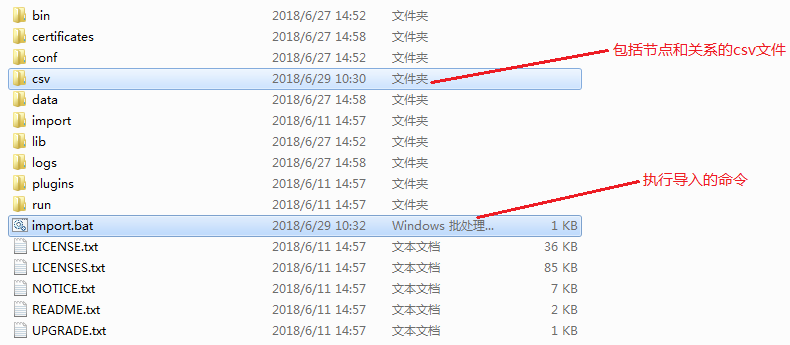 bin 2018/6/27 14:52 文件夹
certificates 2018/6/27 14:58 文件夹
conf 2018/6/27 14:52 文件夹
包括节点和关系的csv文件
csv 2018/6/29 10:30 文件夹
data 2018/6/27 14:58 文件夹
import 2018/6/11 14:57 文件夹
lib 2018/6/27 14:52 文件夹
logs 2018/6/27 14:58 文件夹
plugins 2018/6/11 14:57 文件夹
执行导入的命令
run 2018/6/11 14:57 文件夹
import.bat 2018/6/29 10:32 Windows 批处理... 1 KB
LICENSE.txt 2018/6/11 14:57 文本文档 36 KB
LICENSES.txt 2018/6/11 14:57 文本文档 85 KB
NOTICE.txt 2018/6/11 14:57 文本文档 7 KB
README.txt 2018/6/11 14:57 文本文档 2 KB
UPGRADE.txt 2018/6/11 14:57 文本文档 1 KB